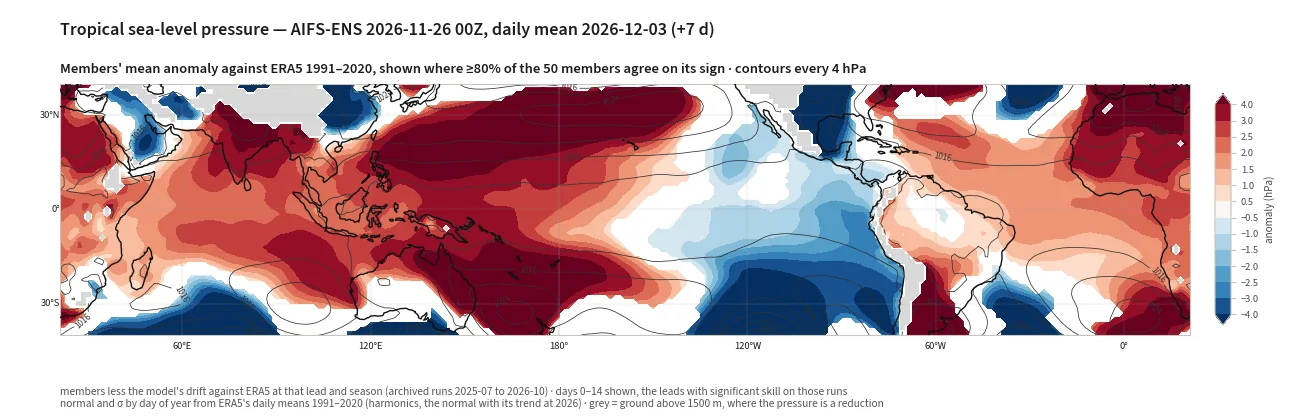 Tropical sea-level pressure — AIFS-ENS 2026-11-26 00Z, daily mean 2026-12-03 (+7 d)
Members' mean anomaly against ERA5 1991–2020, shown where ≥80% of the 50 members agree on its sign · contours every 4 hPa
30°N
0°
30°S
60°E
120°E
180°
120°W
60°W
0°
1016
1016
1016
1016
4.0
3.0
2.0
1.5
1.0
0.5
−0.5
−1.0
−1.5
−2.0
−3.0
−4.0
anomaly (hPa)
members less the model's drift against ERA5 at that lead and season (archived runs 2025-07 to 2026-10) · days 0–14 shown, the leads with significant skill on those runs
normal and σ by day of year from ERA5's daily means 1991–2020 (harmonics, the normal with its trend at 2026) · grey = ground above 1500 m, where the pressure is a reduction